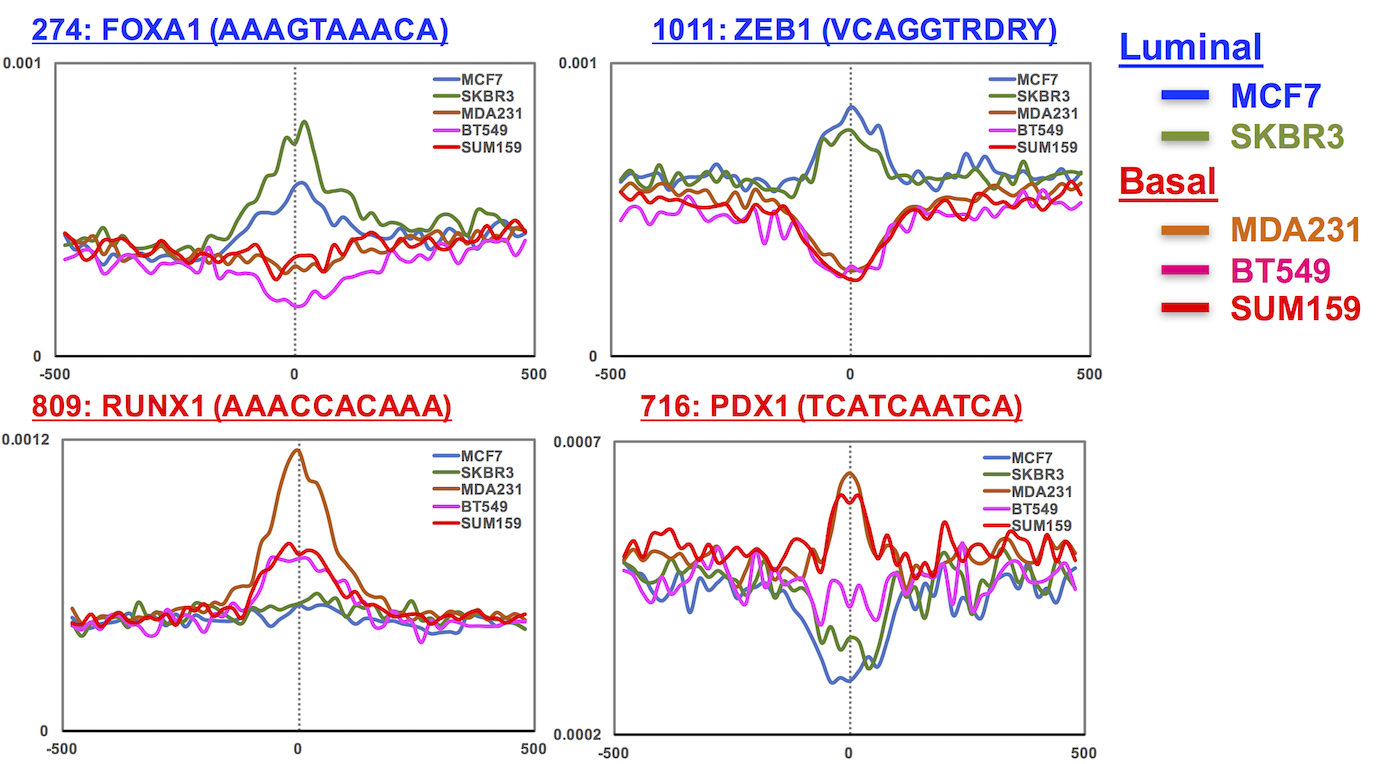 274: FOXA1 (AAAGTAAACA)
0.001
MCF7
SKBR3
MDA231
BT549
SUM159
0
-500
0
500
1011: ZEB1 (VCAGGTRDRY)
0.001
MCF7
SKBR3
MDA231
BT549
SUM159
0
-500
0
500
Luminal
MCF7
SKBR3
Basal
MDA231
BT549
SUM159
809: RUNX1 (AAACCACAAA)
0.0012
MCF7
SKBR3
MDA231
BT549
SUM159
0
-500
0
500
716: PDX1 (TCATCAATCA)
0.0007
MCF7
SKBR3
MDA231
BT549
SUM159
0.0002
-500
0
500